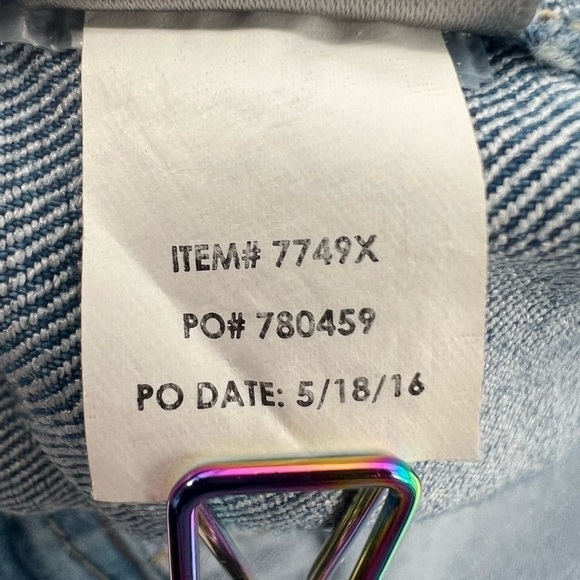 ITEM# 7749X
PO# 780459
PO DATE: 5/18/16